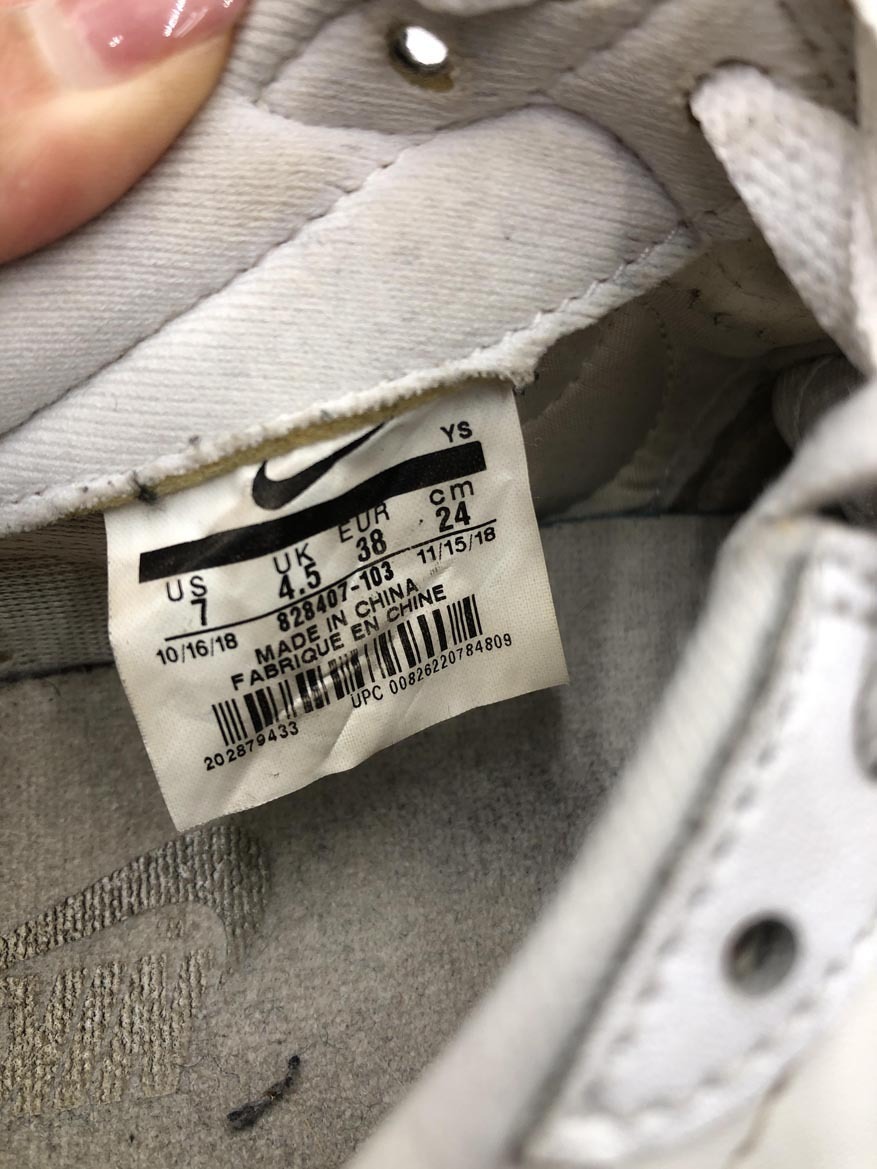 YS
US UK EUR cm
7 4.5 38 24
10/16/18 828407-103 11/15/18
MADE IN CHINA
FABRIQUE EN CHINE
202879433 UPC 00826220784809